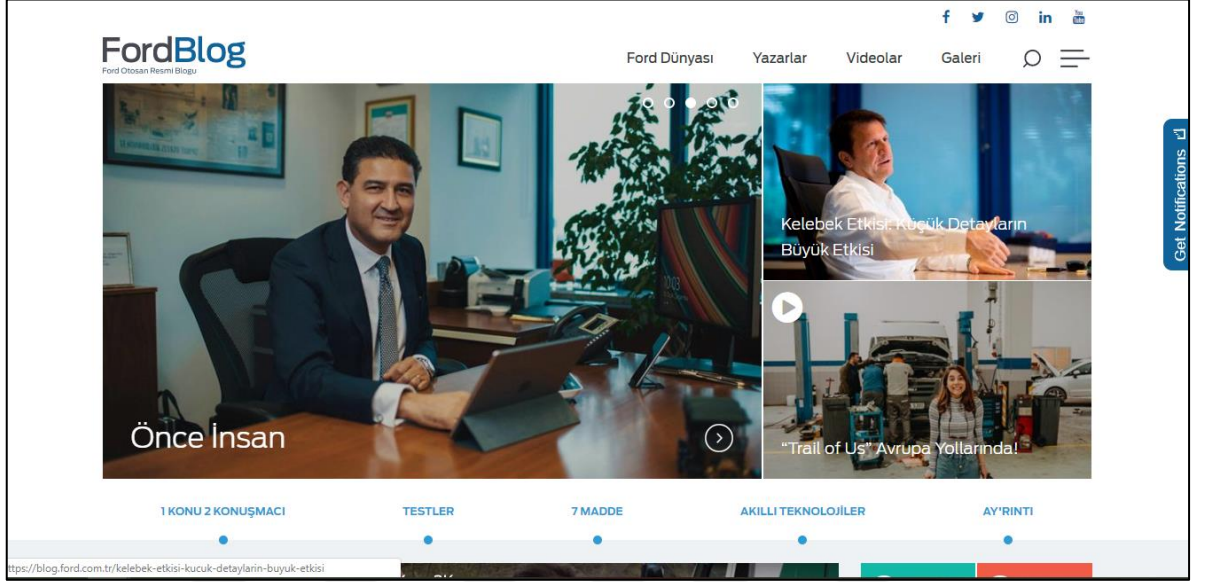 FordBlog
Ford Otosan Resmi Blogu
Ford Dünyası Yazarlar Videolar Galeri
Get Notifications
Kelebek Etkisi: Küçük Detayların
Büyük Etkisi
Önce İnsan
"Trail of Us" Avrupa Yollarında!
1 KONU 2 KONUŞMACI TESTLER 7 MADDE AKILLI TEKNOLOJİLER AY'RINTI
ttps://blog.ford.com.tr/kelebek-etkisi-kucuk-detaylarin-buyuk-etkisi